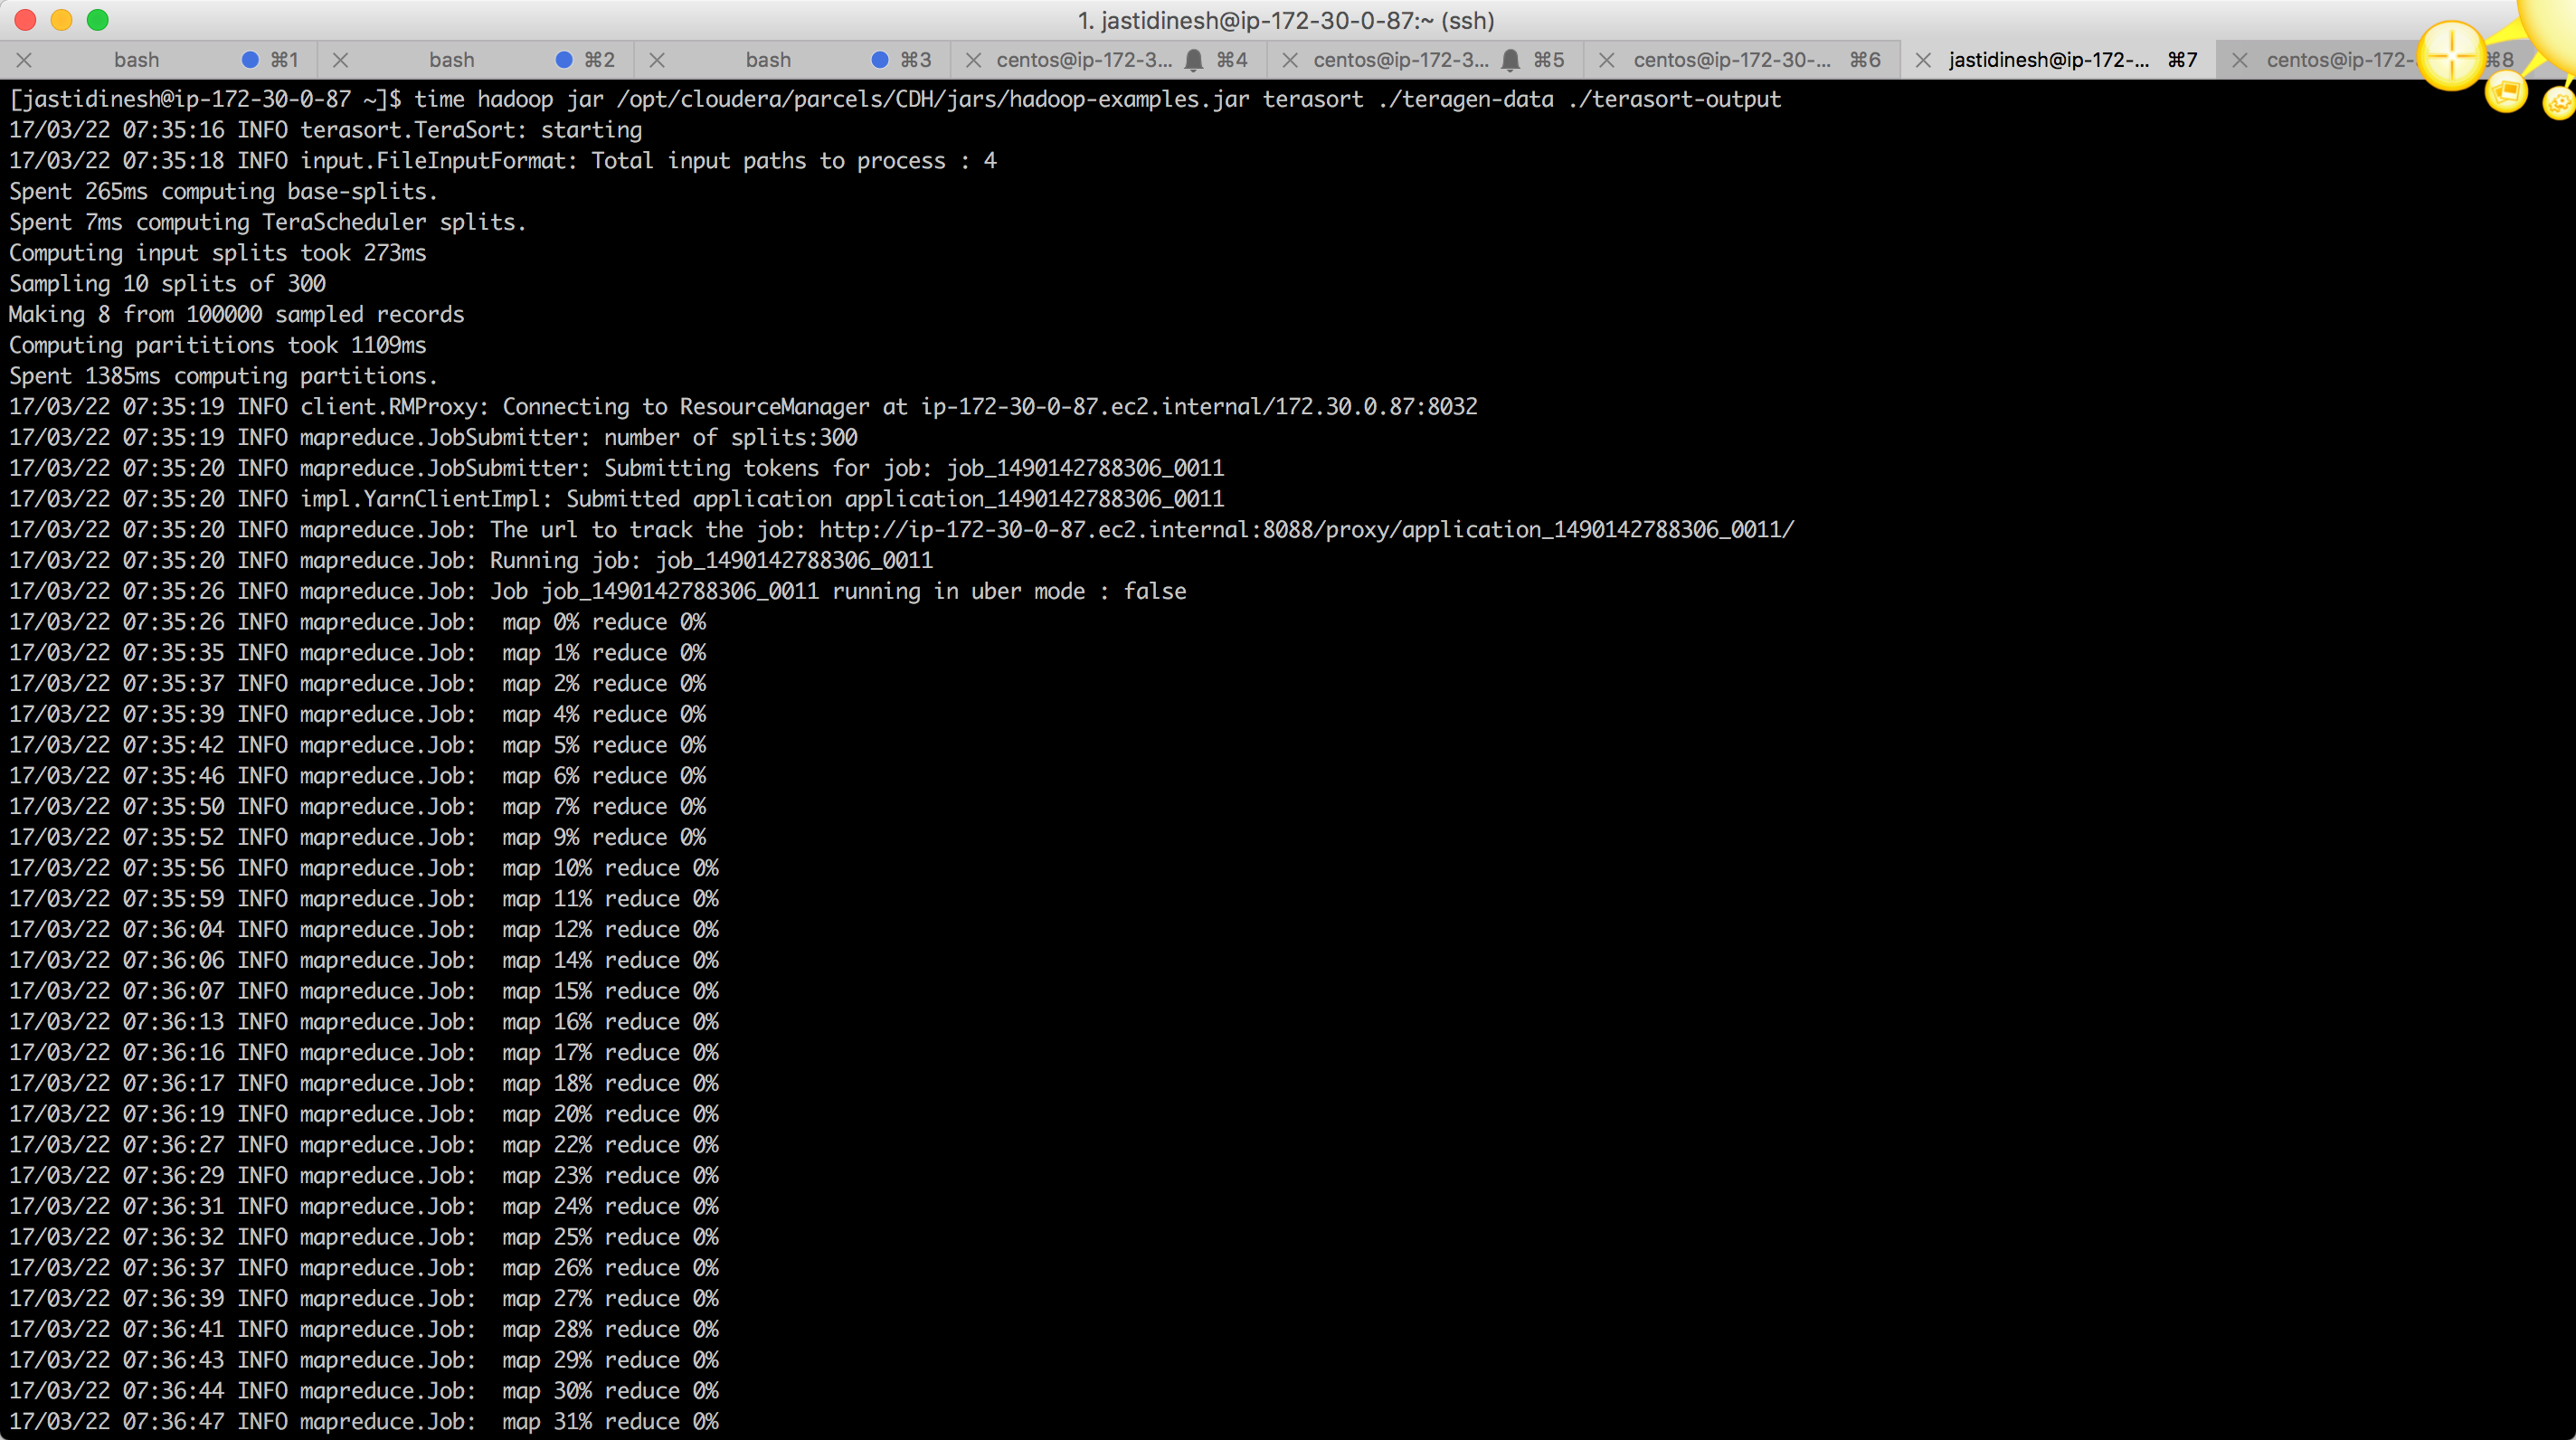 1. jastidinesh@ip-172-30-0-87:~ (ssh)
bash ⌘1 bash ⌘2 bash ⌘3 centos@ip-172-3... ⌘4 centos@ip-172-3... ⌘5 centos@ip-172-30-... ⌘6 jastidinesh@ip-172-... ⌘7 centos@ip-172- ⌘8
[jastidinesh@ip-172-30-0-87 ~]$ time hadoop jar /opt/cloudera/parcels/CDH/jars/hadoop-examples.jar terasort ./teragen-data ./terasort-output
17/03/22 07:35:16 INFO terasort.TeraSort: starting
17/03/22 07:35:18 INFO input.FileInputFormat: Total input paths to process : 4
Spent 265ms computing base-splits.
Spent 7ms computing TeraScheduler splits.
Computing input splits took 273ms
Sampling 10 splits of 300
Making 8 from 100000 sampled records
Computing parititions took 1109ms
Spent 1385ms computing partitions.
17/03/22 07:35:19 INFO client.RMProxy: Connecting to ResourceManager at ip-172-30-0-87.ec2.internal/172.30.0.87:8032
17/03/22 07:35:19 INFO mapreduce.JobSubmitter: number of splits:300
17/03/22 07:35:20 INFO mapreduce.JobSubmitter: Submitting tokens for job: job_1490142788306_0011
17/03/22 07:35:20 INFO impl.YarnClientImpl: Submitted application application_1490142788306_0011
17/03/22 07:35:20 INFO mapreduce.Job: The url to track the job: http://ip-172-30-0-87.ec2.internal:8088/proxy/application_1490142788306_0011/
17/03/22 07:35:20 INFO mapreduce.Job: Running job: job_1490142788306_0011
17/03/22 07:35:26 INFO mapreduce.Job: Job job_1490142788306_0011 running in uber mode : false
17/03/22 07:35:26 INFO mapreduce.Job:  map 0% reduce 0%
17/03/22 07:35:35 INFO mapreduce.Job:  map 1% reduce 0%
17/03/22 07:35:37 INFO mapreduce.Job:  map 2% reduce 0%
17/03/22 07:35:39 INFO mapreduce.Job:  map 4% reduce 0%
17/03/22 07:35:42 INFO mapreduce.Job:  map 5% reduce 0%
17/03/22 07:35:46 INFO mapreduce.Job:  map 6% reduce 0%
17/03/22 07:35:50 INFO mapreduce.Job:  map 7% reduce 0%
17/03/22 07:35:52 INFO mapreduce.Job:  map 9% reduce 0%
17/03/22 07:35:56 INFO mapreduce.Job:  map 10% reduce 0%
17/03/22 07:35:59 INFO mapreduce.Job:  map 11% reduce 0%
17/03/22 07:36:04 INFO mapreduce.Job:  map 12% reduce 0%
17/03/22 07:36:06 INFO mapreduce.Job:  map 14% reduce 0%
17/03/22 07:36:07 INFO mapreduce.Job:  map 15% reduce 0%
17/03/22 07:36:13 INFO mapreduce.Job:  map 16% reduce 0%
17/03/22 07:36:16 INFO mapreduce.Job:  map 17% reduce 0%
17/03/22 07:36:17 INFO mapreduce.Job:  map 18% reduce 0%
17/03/22 07:36:19 INFO mapreduce.Job:  map 20% reduce 0%
17/03/22 07:36:27 INFO mapreduce.Job:  map 22% reduce 0%
17/03/22 07:36:29 INFO mapreduce.Job:  map 23% reduce 0%
17/03/22 07:36:31 INFO mapreduce.Job:  map 24% reduce 0%
17/03/22 07:36:32 INFO mapreduce.Job:  map 25% reduce 0%
17/03/22 07:36:37 INFO mapreduce.Job:  map 26% reduce 0%
17/03/22 07:36:39 INFO mapreduce.Job:  map 27% reduce 0%
17/03/22 07:36:41 INFO mapreduce.Job:  map 28% reduce 0%
17/03/22 07:36:43 INFO mapreduce.Job:  map 29% reduce 0%
17/03/22 07:36:44 INFO mapreduce.Job:  map 30% reduce 0%
17/03/22 07:36:47 INFO mapreduce.Job:  map 31% reduce 0%